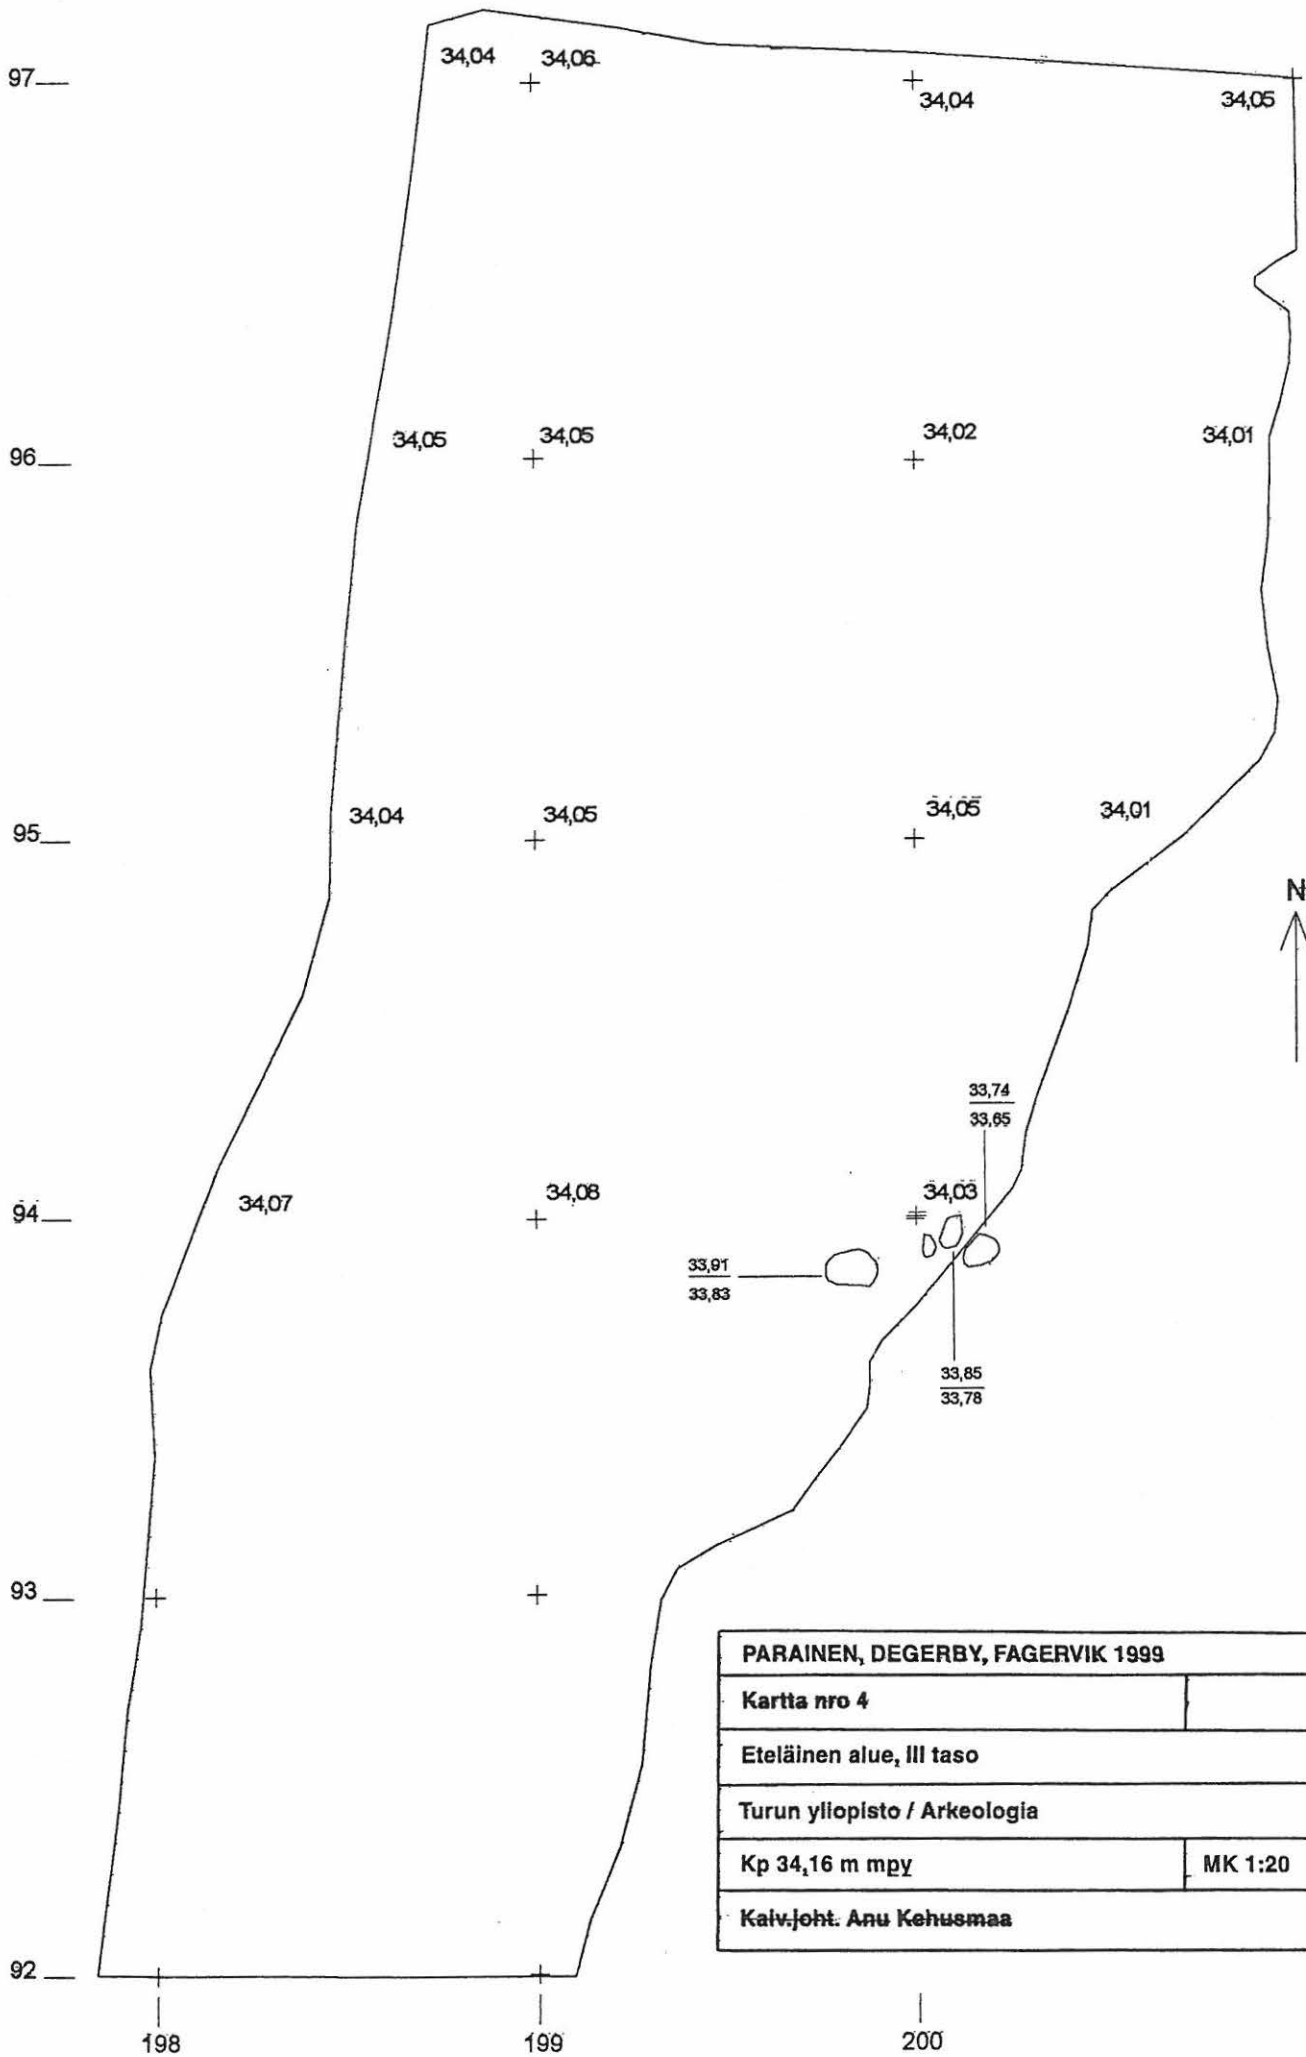 34,04 34,06
97
34,04 34,05
34,05 34,05 34,02 34,01
96
34,04 34,05 34,05 34,01
95
N
33,74
33,65
34,07 34,08 34,03
94
33,91
33,83
33,85
33,78
93
PARAINEN, DEGERBY, FAGERVIK 1999
Kartta nro 4
Eteläinen alue, III taso
Turun yliopisto / Arkeologia
Kp 34,16 m mpy MK 1:20
Kaiv.joht. Anu Kehusmaa
92
198 199 200